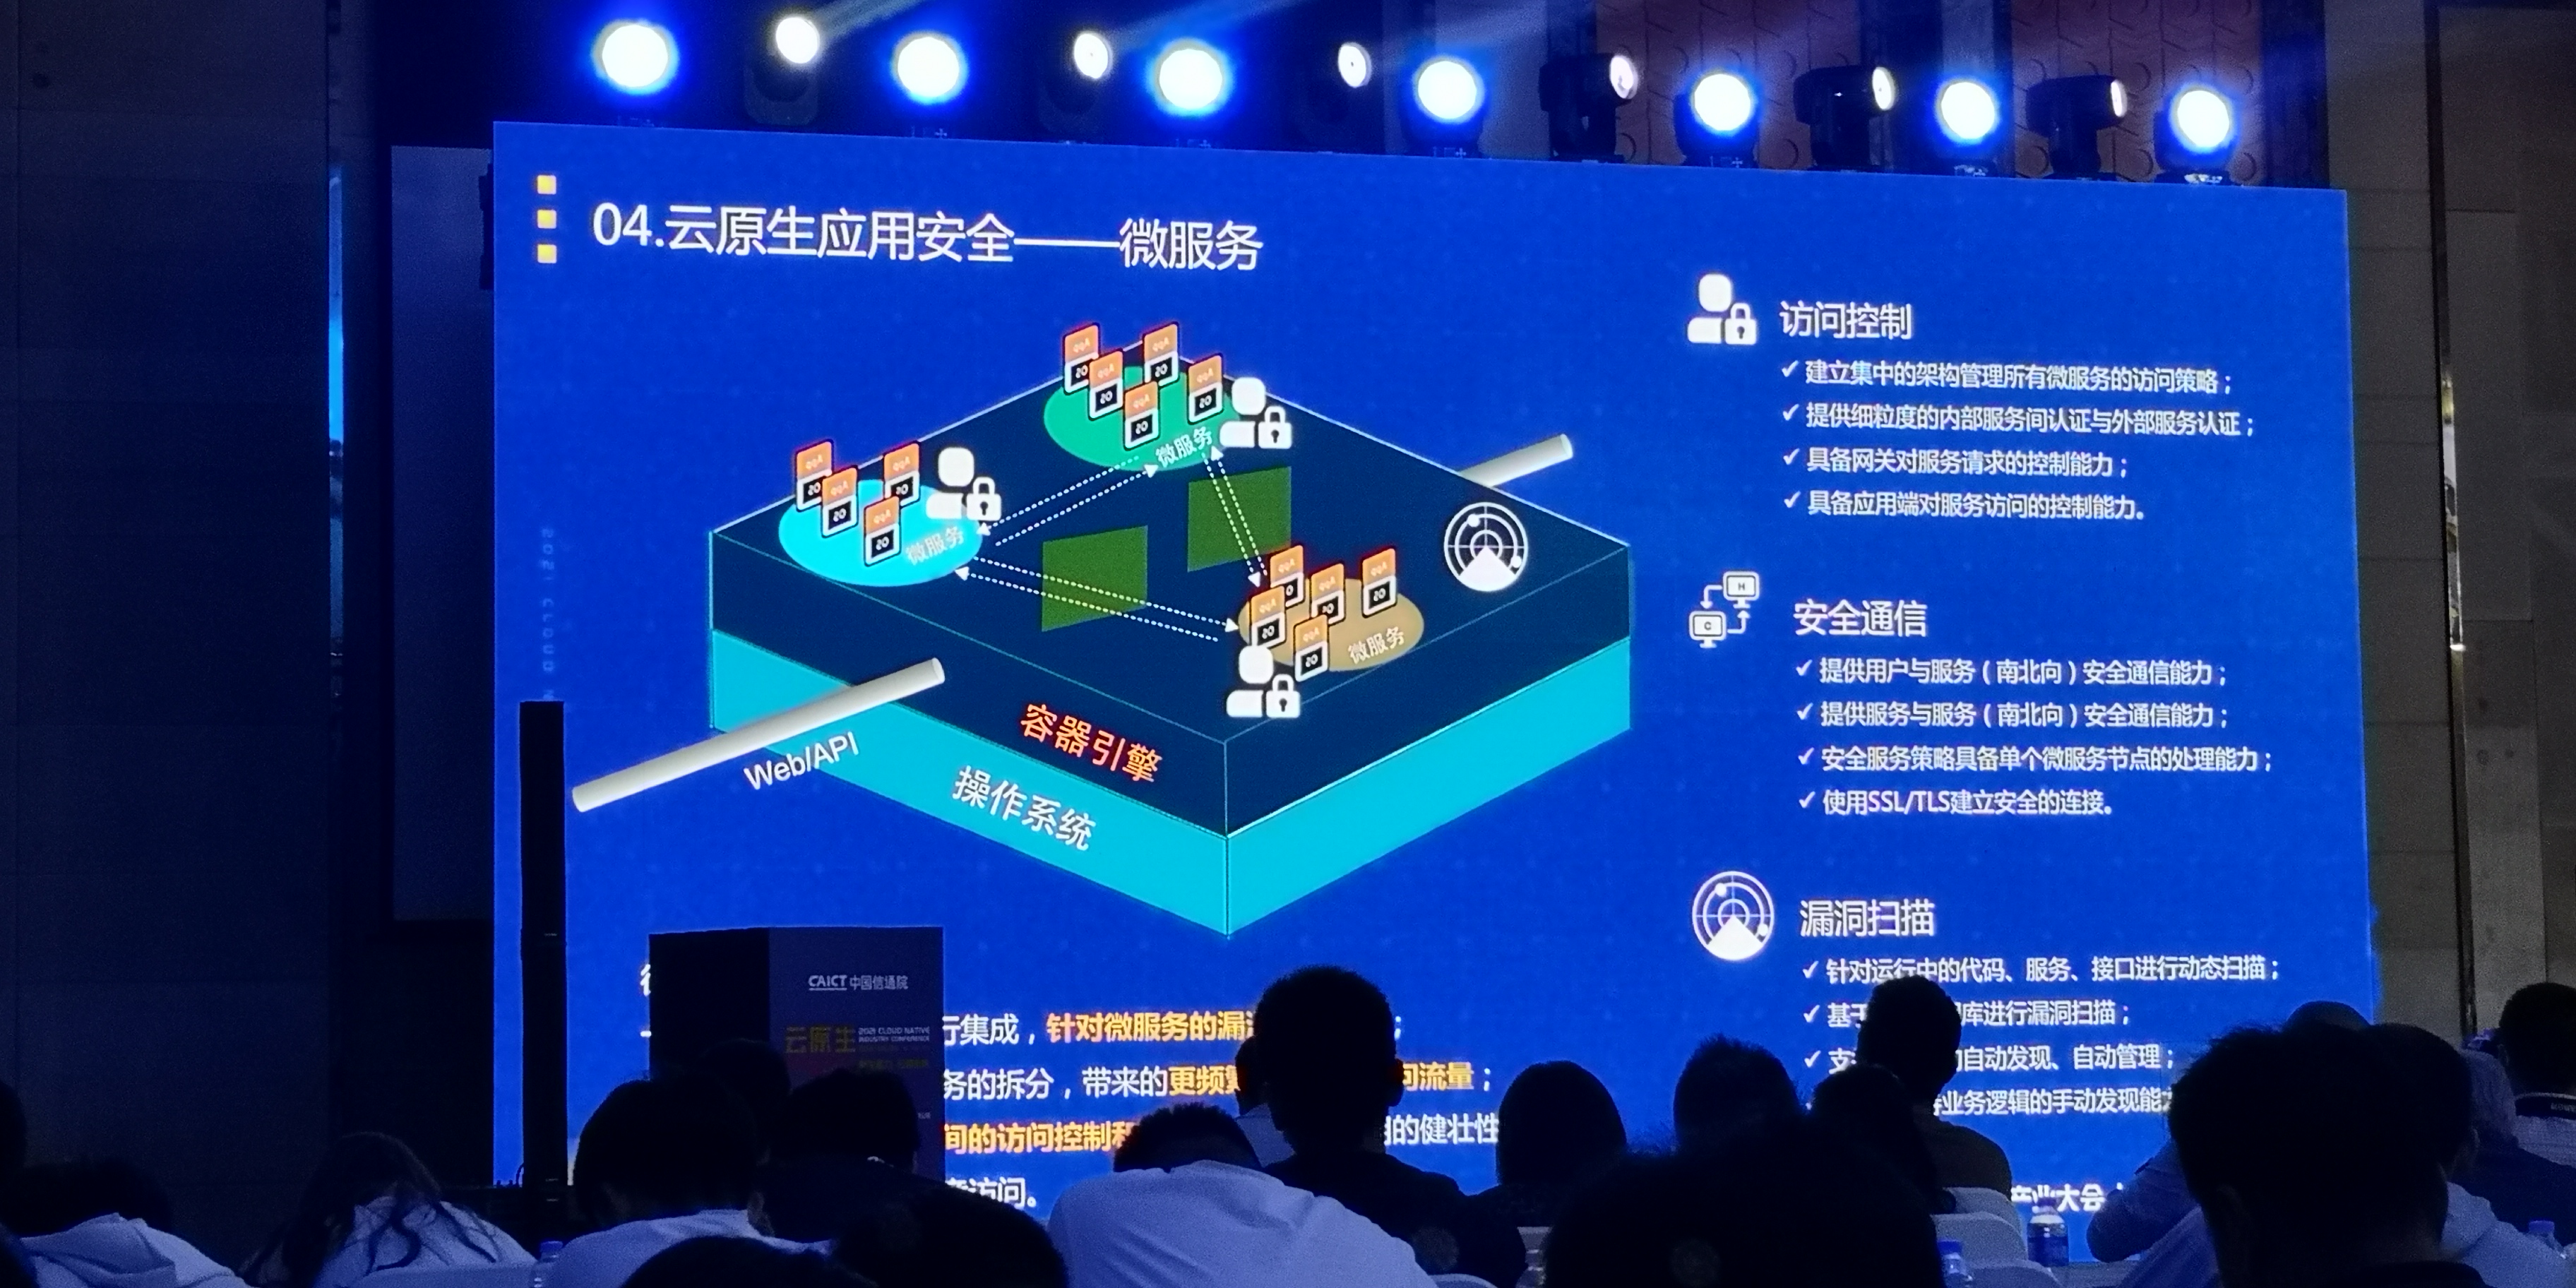 04.云原生应用安全——微服务
微服务
微服务
微服务
Web/API
容器引擎
操作系统
访问控制
✓ 建立集中的架构管理所有微服务的访问策略；
✓ 提供细粒度的内部服务间认证与外部服务认证；
✓ 具备网关对服务请求的控制能力；
✓ 具备应用端对服务访问的控制能力。
安全通信
✓ 提供用户与服务（南北向）安全通信能力；
✓ 提供服务与服务（南北向）安全通信能力；
✓ 安全服务策略具备单个微服务节点的处理能力；
✓ 使用SSL/TLS建立安全的连接。
漏洞扫描
✓ 针对运行中的代码、服务、接口进行动态扫描；
✓ 基于 库进行漏洞扫描；
✓ 支 自动发现、自动管理；
业务逻辑的手动发现能
集成，针对微服务的漏 ；
务的拆分，带来的更频 流量；
间的访问控制和 的健壮性
访问。
CAICT 中国信通院
云原生
2021 CLOUD NATIVE
INDUSTRY CONFERENCE
2021 CLOUD
产业大会